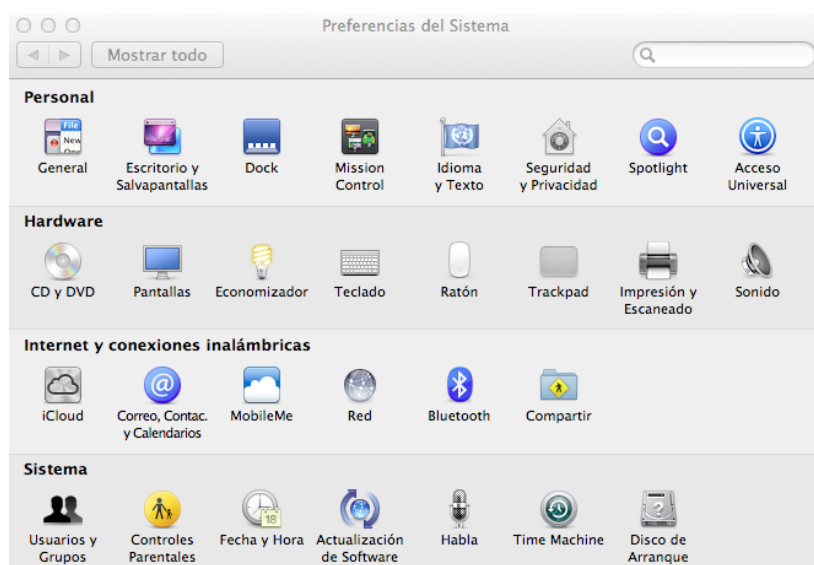 Preferencias del Sistema
Mostrar todo
Personal
File
New
General
Escritorio y
Salvapantallas
Dock
Mission
Control
Idioma
y Texto
Seguridad
y Privacidad
Spotlight
Acceso
Universal
Hardware
CD y DVD
Pantallas
Economizador
Teclado
Ratón
Trackpad
Impresión y
Escaneado
Sonido
Internet y conexiones inalámbricas
iCloud
Correo, Contac.
y Calendarios
MobileMe
Red
Bluetooth
Compartir
Sistema
Usuarios y
Grupos
Controles
Parentales
18
Fecha y Hora
Actualización
de Software
Habla
Time Machine
?
Disco de
Arranque